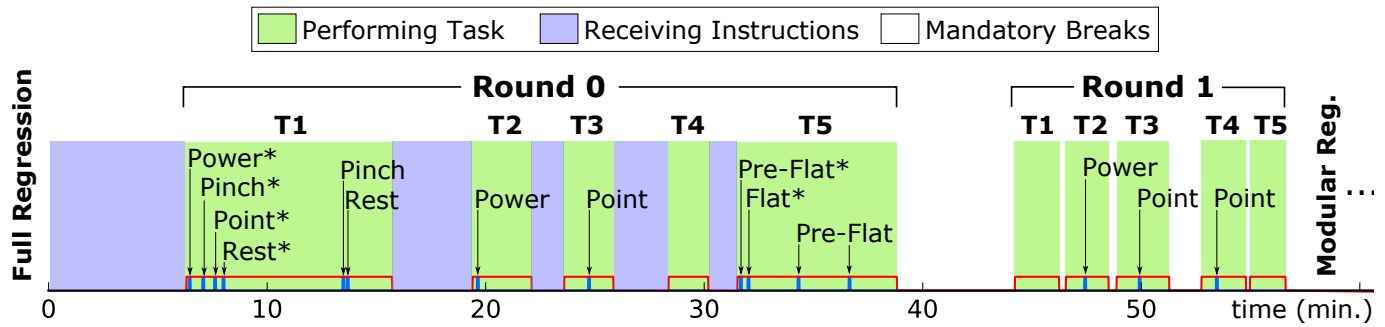 Performing Task Receiving Instructions Mandatory Breaks
Full Regression
Round 0 Round 1
Modular Reg.
T1 T2 T3 T4 T5 T1 T2 T3 T4 T5
Power* Pinch Pre-Flat* Power
Pinch* Rest Power Point Flat* Point Point ...
Point* Pre-Flat
Rest*
0 10 20 30 40 50 time (min.)